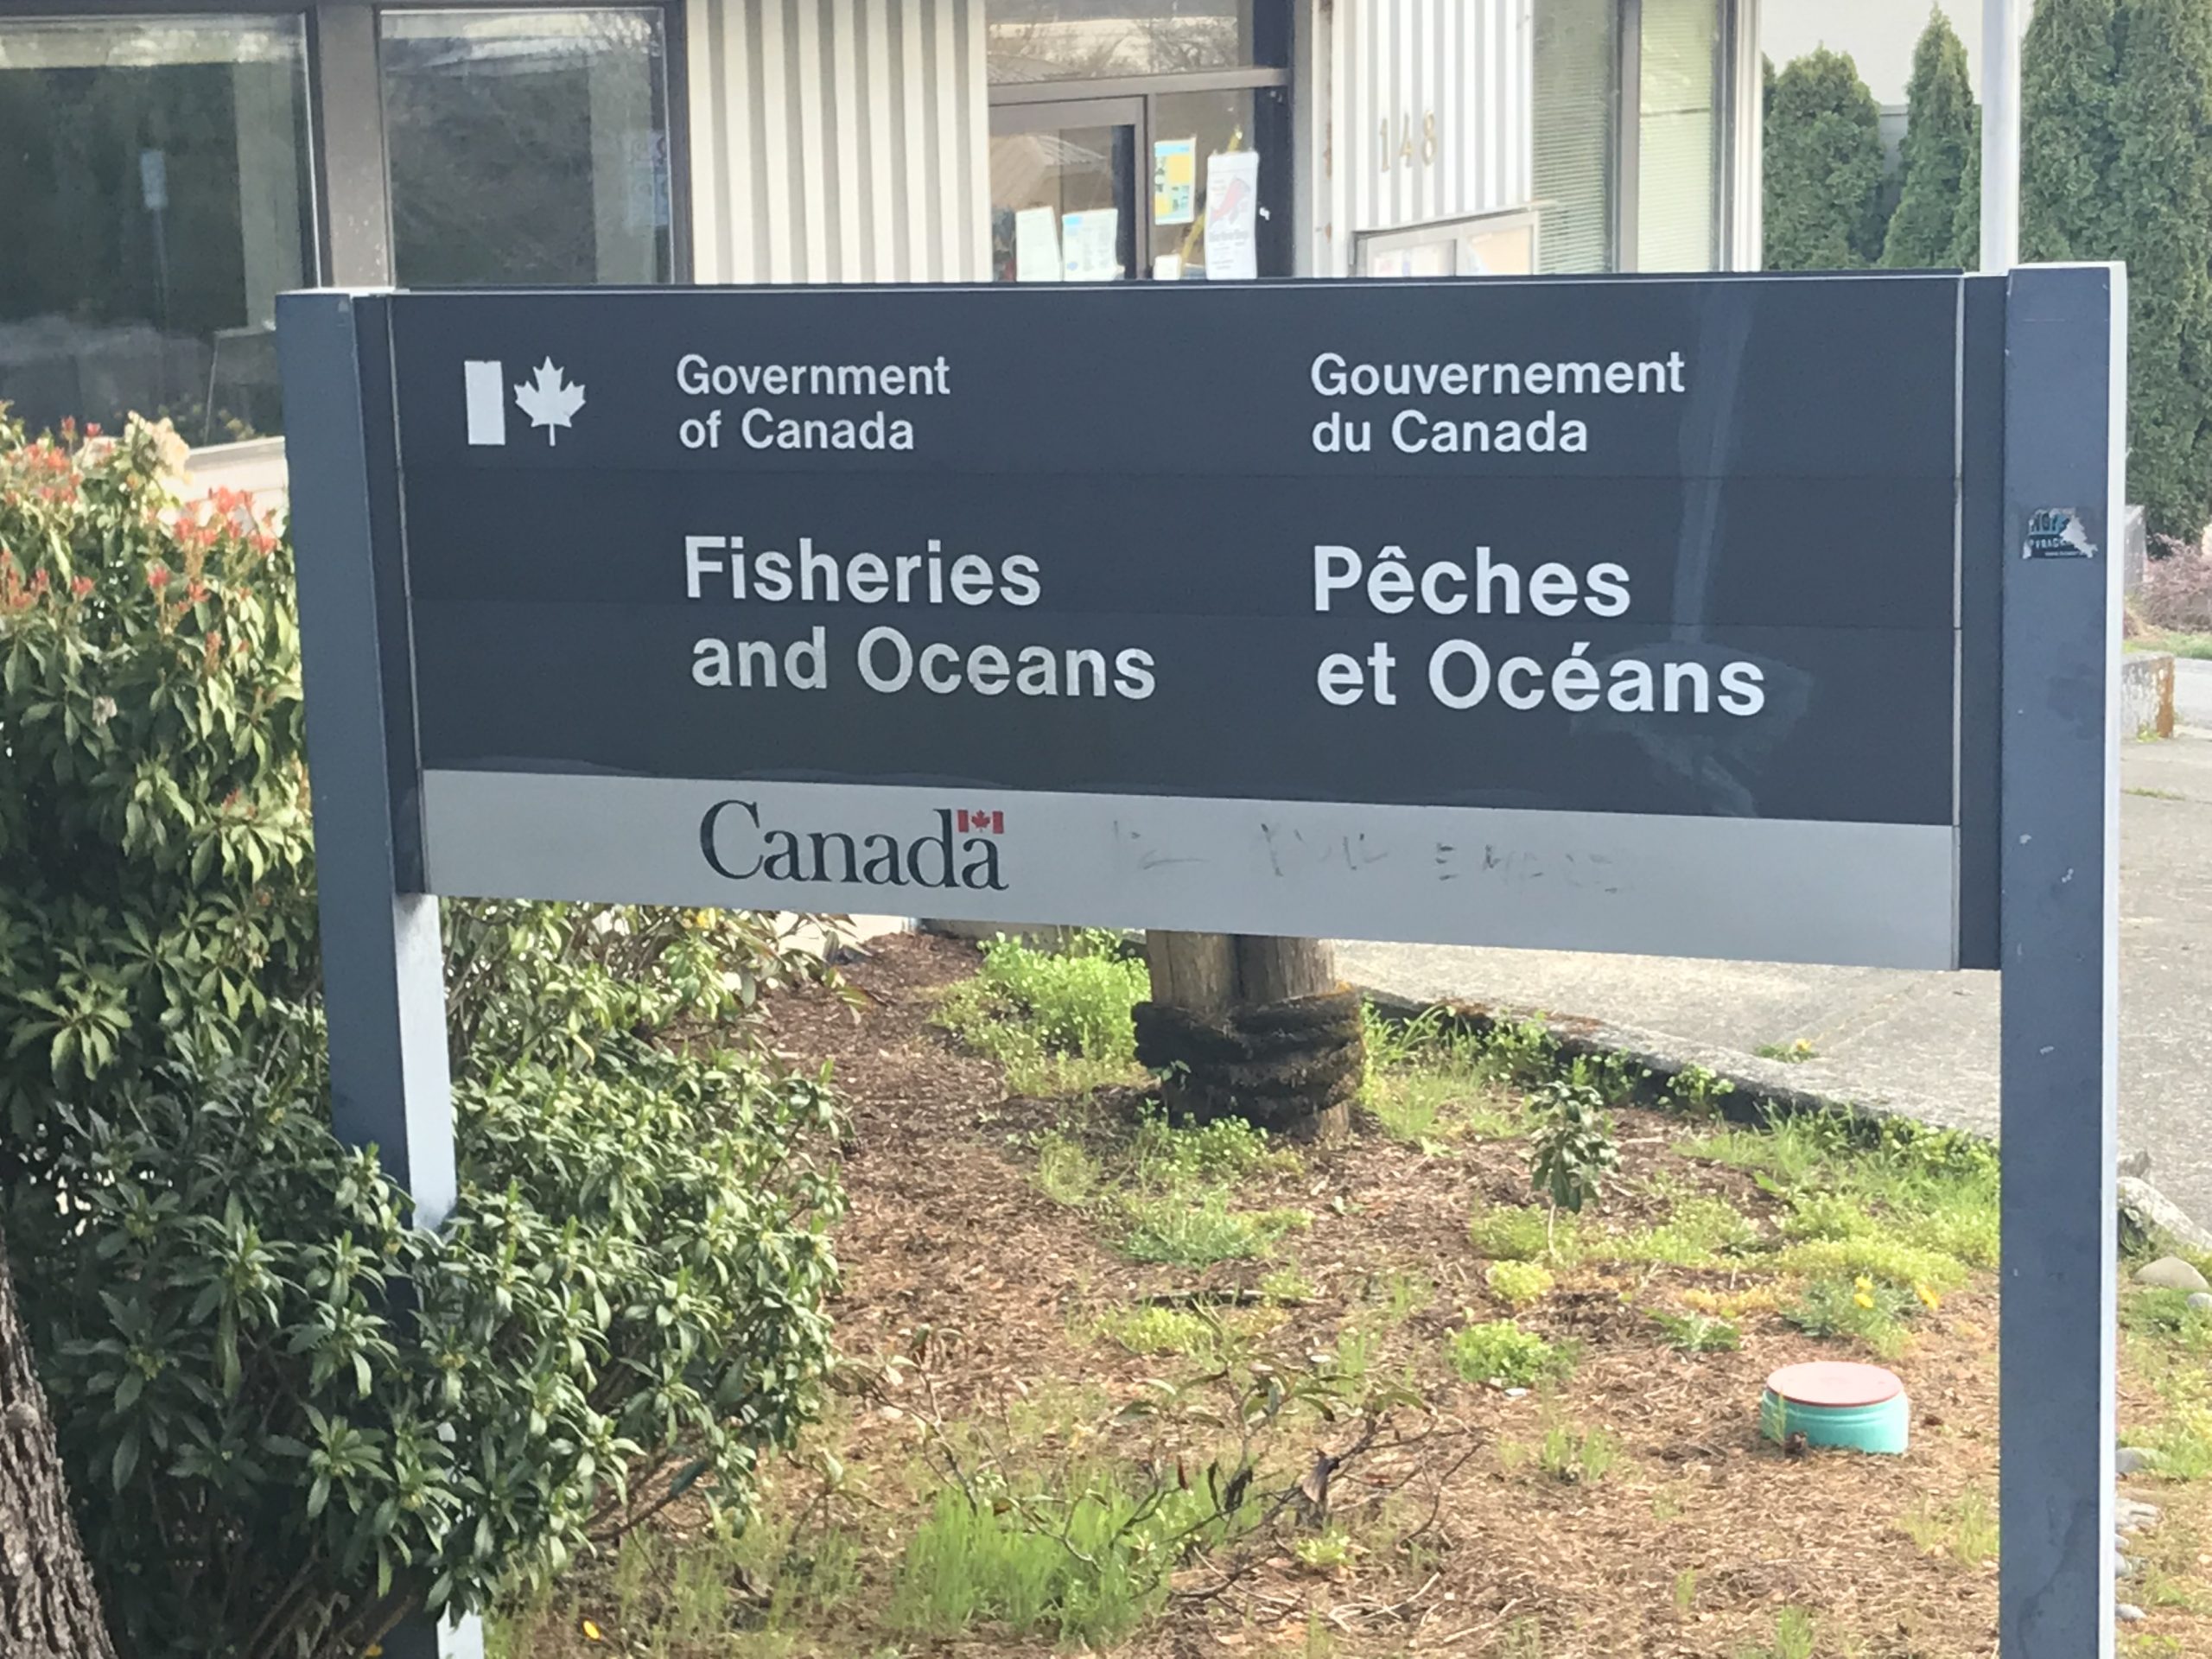 148
Government
of Canada
Gouvernement
du Canada
Fisheries
and Oceans
Pêches
et Océans
Canada